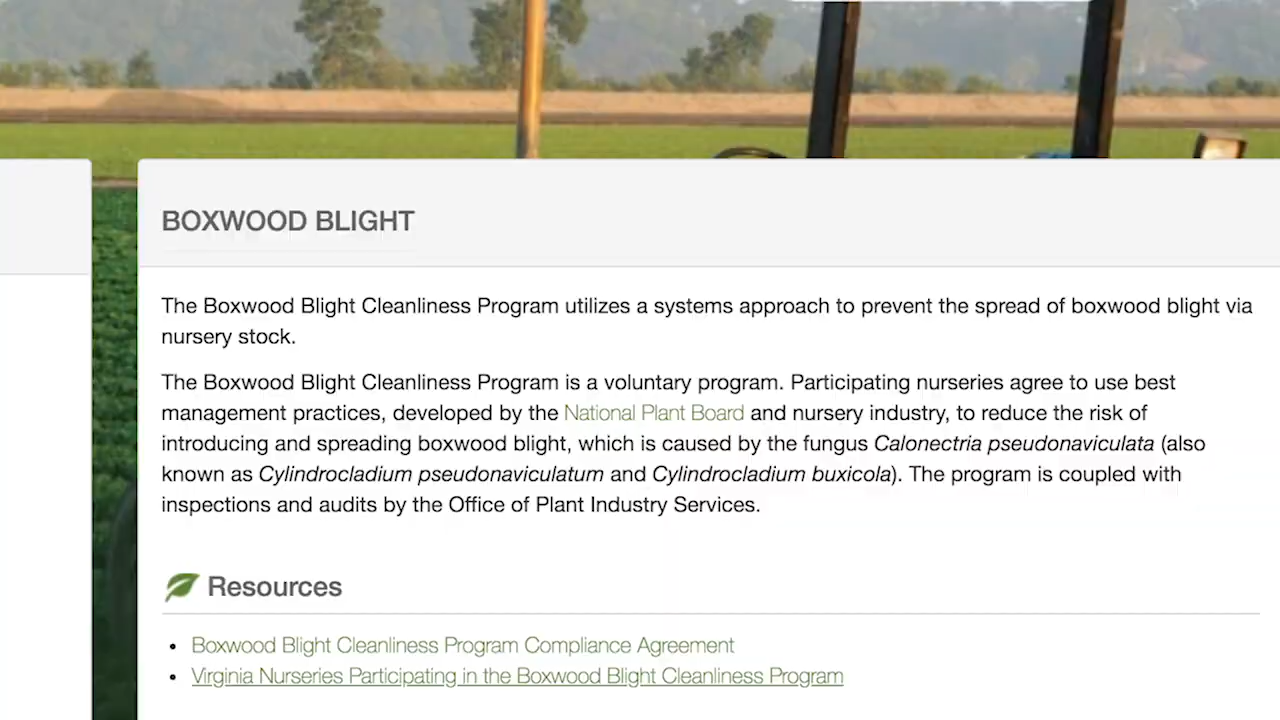 BOXWOOD BLIGHT
The Boxwood Blight Cleanliness Program utilizes a systems approach to prevent the spread of boxwood blight via
nursery stock.
The Boxwood Blight Cleanliness Program is a voluntary program. Participating nurseries agree to use best
management practices, developed by the National Plant Board and nursery industry, to reduce the risk of
introducing and spreading boxwood blight, which is caused by the fungus Calonectria pseudonaviculata (also
known as Cylindrocladium pseudonaviculatum and Cylindrocladium buxicola). The program is coupled with
inspections and audits by the Office of Plant Industry Services.
Resources
• Boxwood Blight Cleanliness Program Compliance Agreement
• Virginia Nurseries Participating in the Boxwood Blight Cleanliness Program